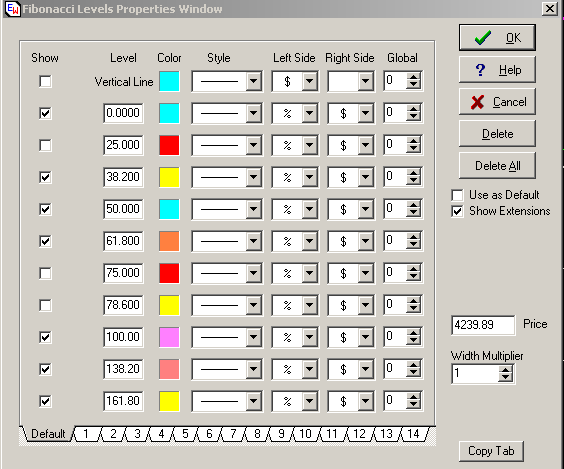 EW Fibonacci Levels Properties Window
Show Level Color Style Left Side Right Side Global
Vertical Line $ 0
0.0000 % $ 0
25.000 % $ 0
38.200 % $ 0
50.000 % $ 0
61.800 % $ 0
75.000 % $ 0
78.600 % $ 0
100.00 % $ 0
138.20 % $ 0
161.80 % $ 0
Default 1 2 3 4 5 6 7 8 9 10 11 12 13 14
OK
? Help
Cancel
Delete
Delete All
Use as Default
Show Extensions
4239.89 Price
Width Multiplier
1
Copy Tab